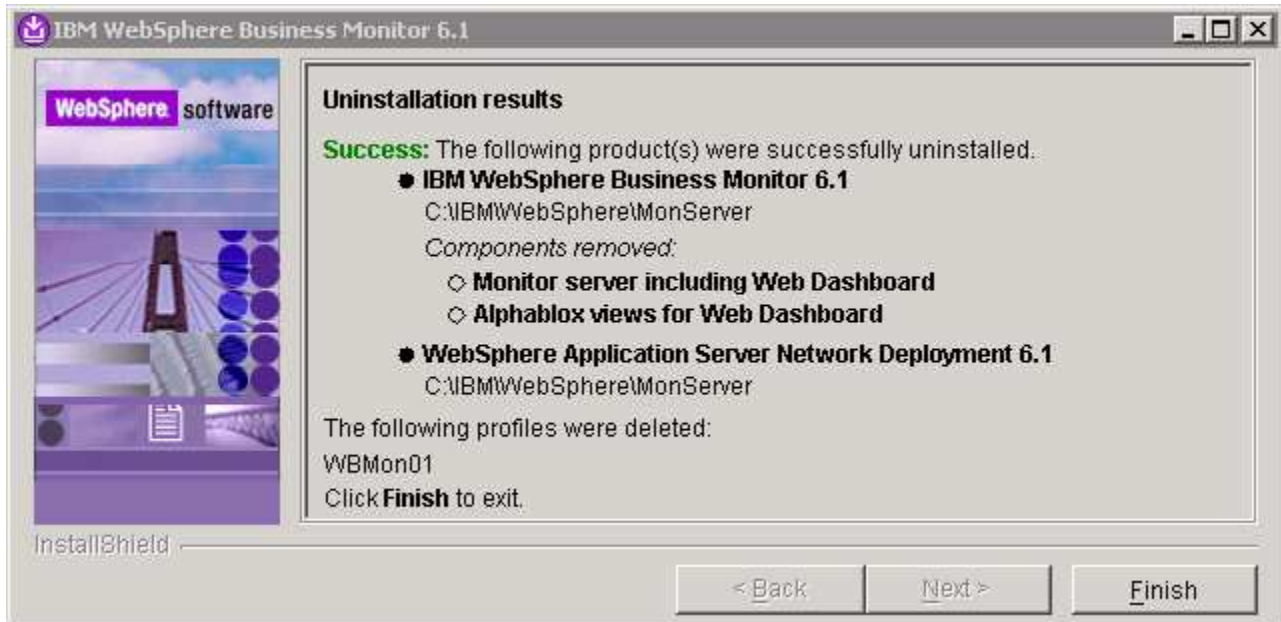 IBM WebSphere Business Monitor 6.1
WebSphere software
Uninstallation results
Success: The following product(s) were successfully uninstalled.
IBM WebSphere Business Monitor 6.1
C:\IBM\WebSphere\MonServer
Components removed:
Monitor server including Web Dashboard
Alphablox views for Web Dashboard
WebSphere Application Server Network Deployment 6.1
C:\IBM\WebSphere\MonServer
The following profiles were deleted:
WBMon01
Click Finish to exit.
InstallShield
< Back Next > Finish